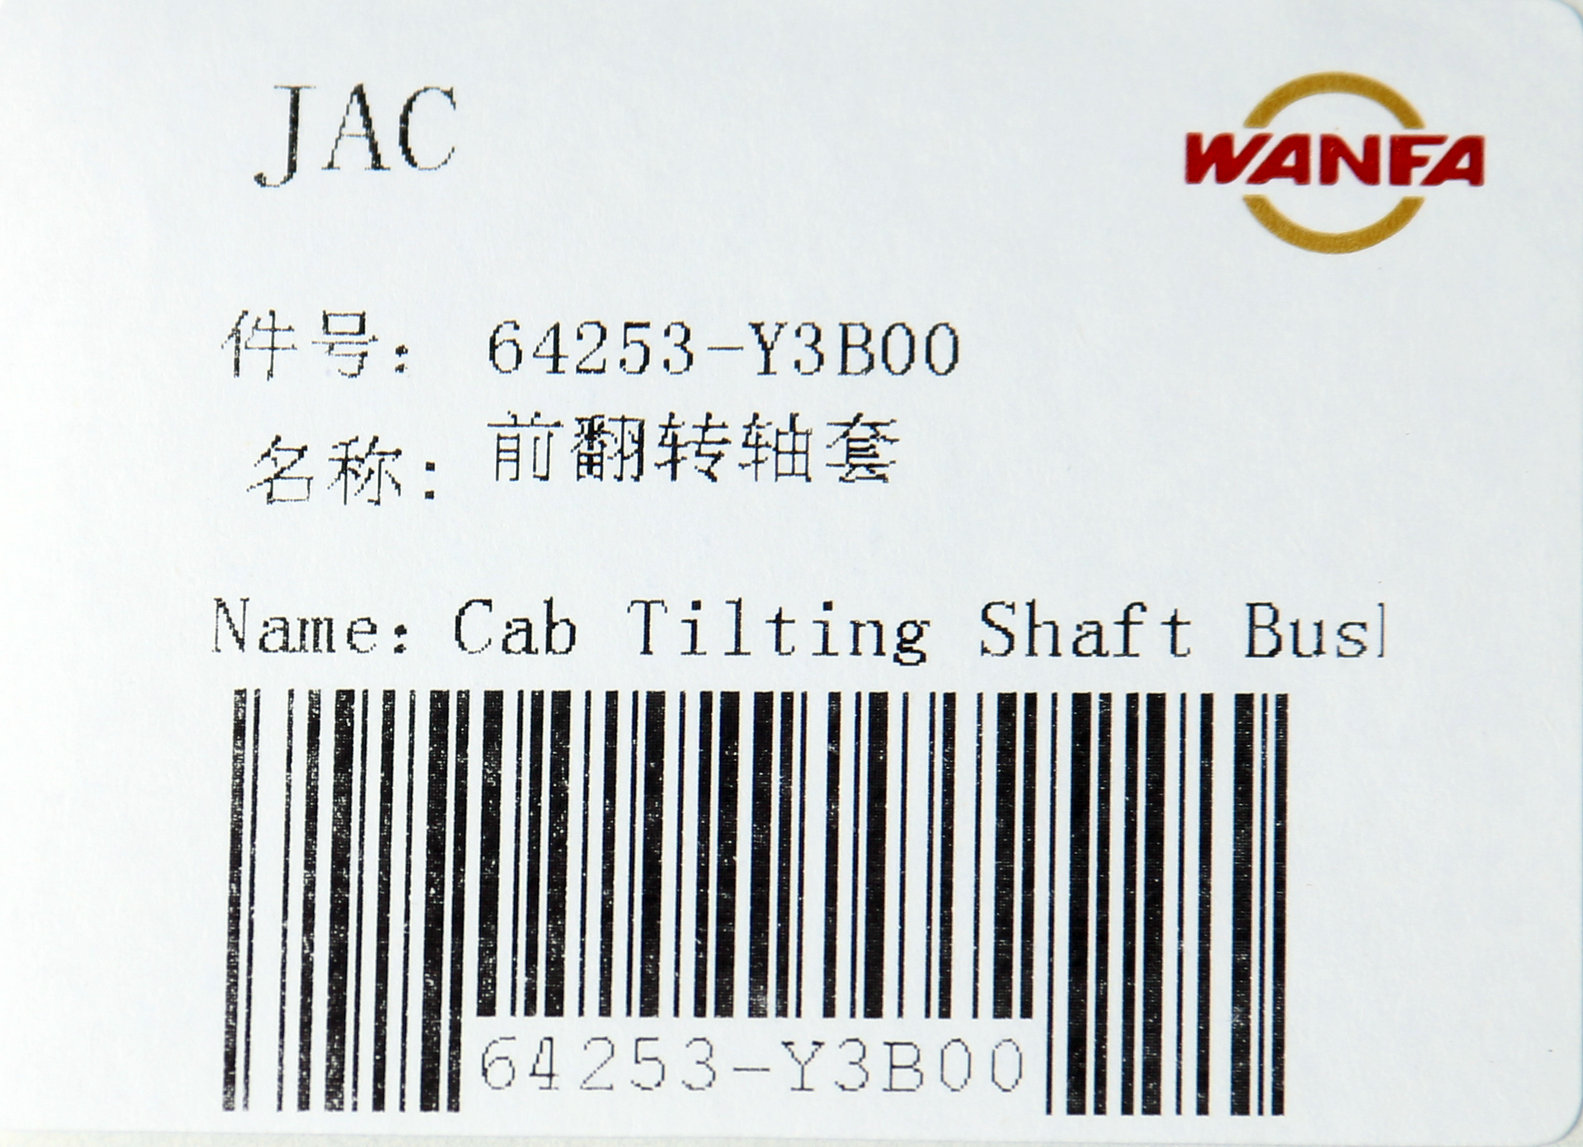 JAC
WANFA
件号: 64253-Y3B00
名称: 前翻转轴套
Name: Cab Tilting Shaft Bus
64253-Y3B00